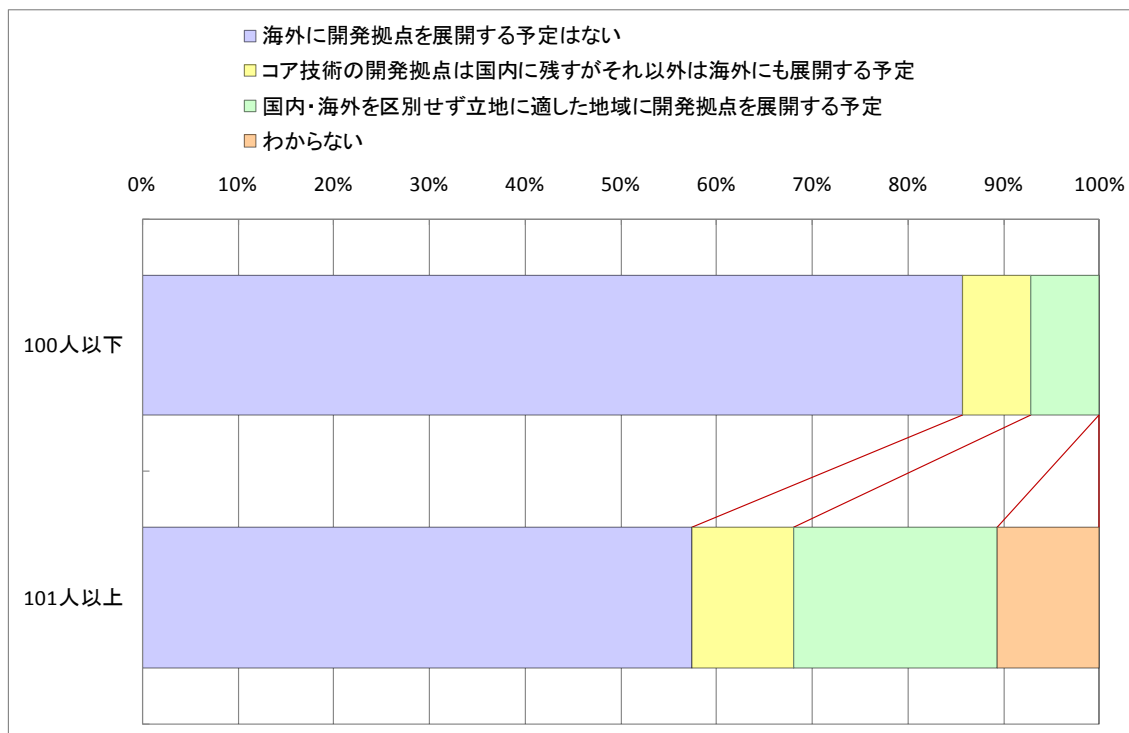 海外に開発拠点を展開する予定はない
コア技術の開発拠点は国内に残すがそれ以外は海外にも展開する予定
国内・海外を区別せず立地に適した地域に開発拠点を展開する予定
わからない
0% 10% 20% 30% 40% 50% 60% 70% 80% 90% 100%
100人以下
101人以上